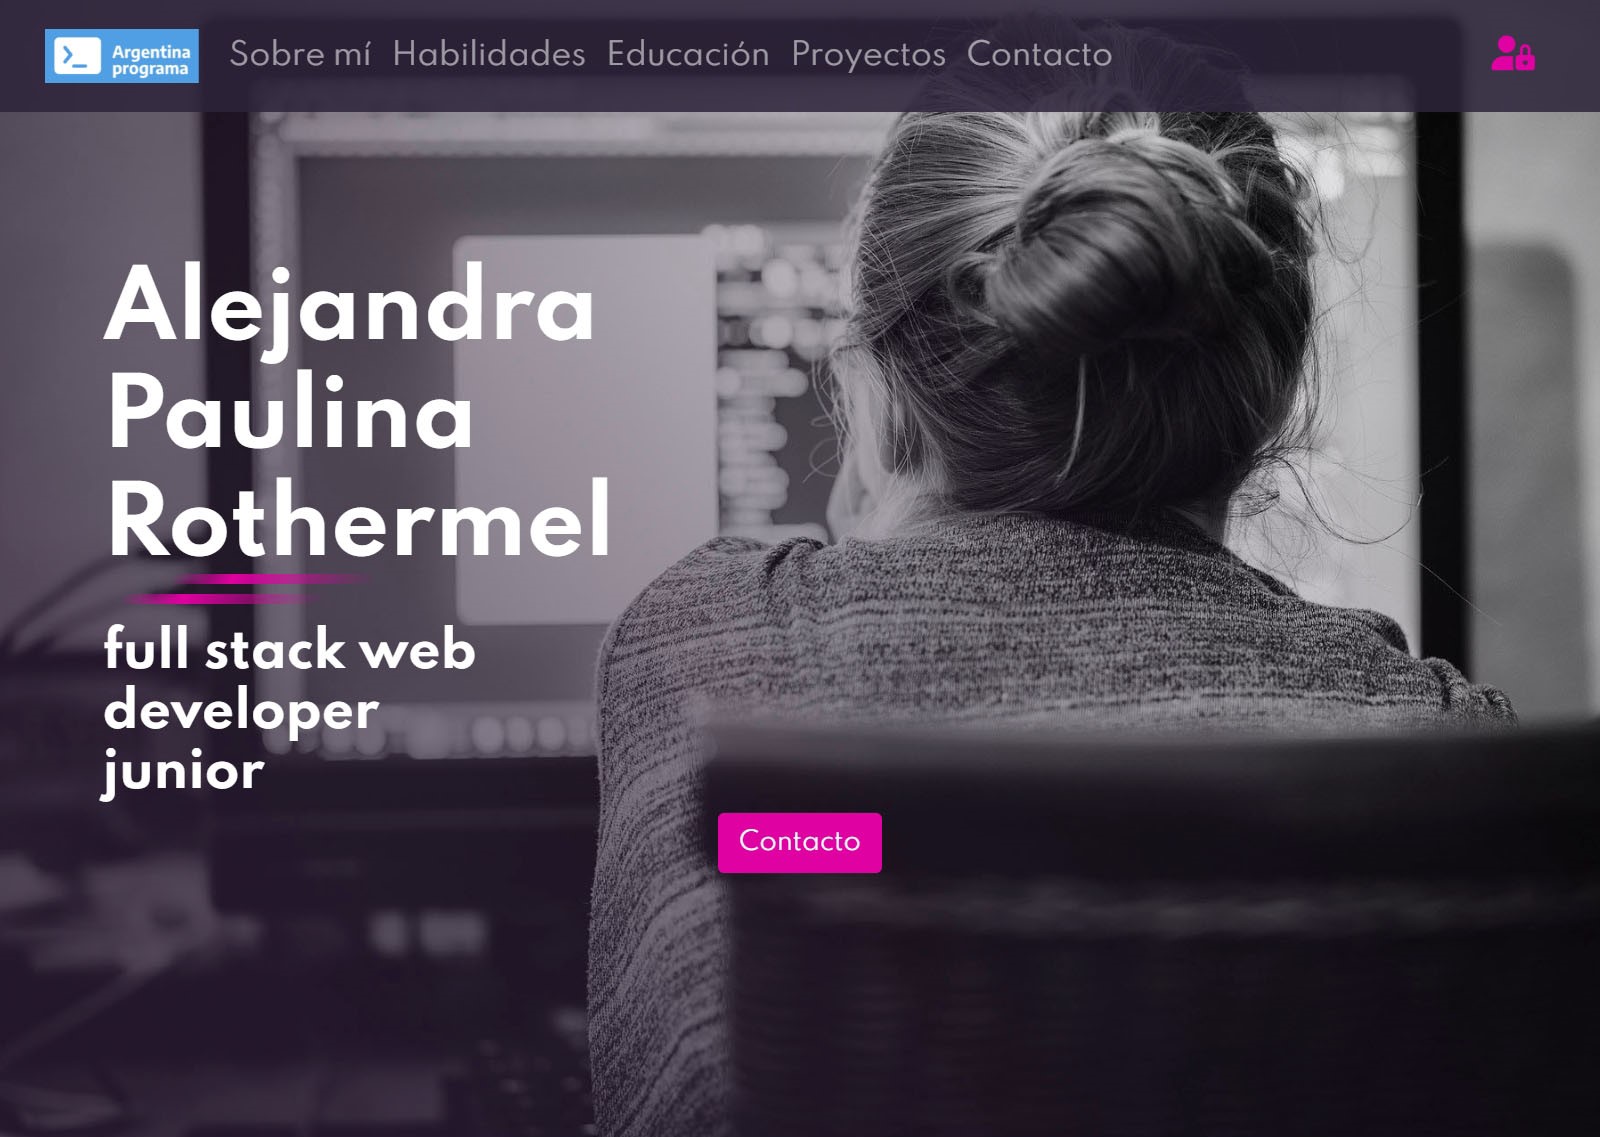 Argentina
programa
Sobre mí Habilidades Educación Proyectos Contacto
Alejandra
Paulina
Rothermel
full stack web
developer
junior
Contacto